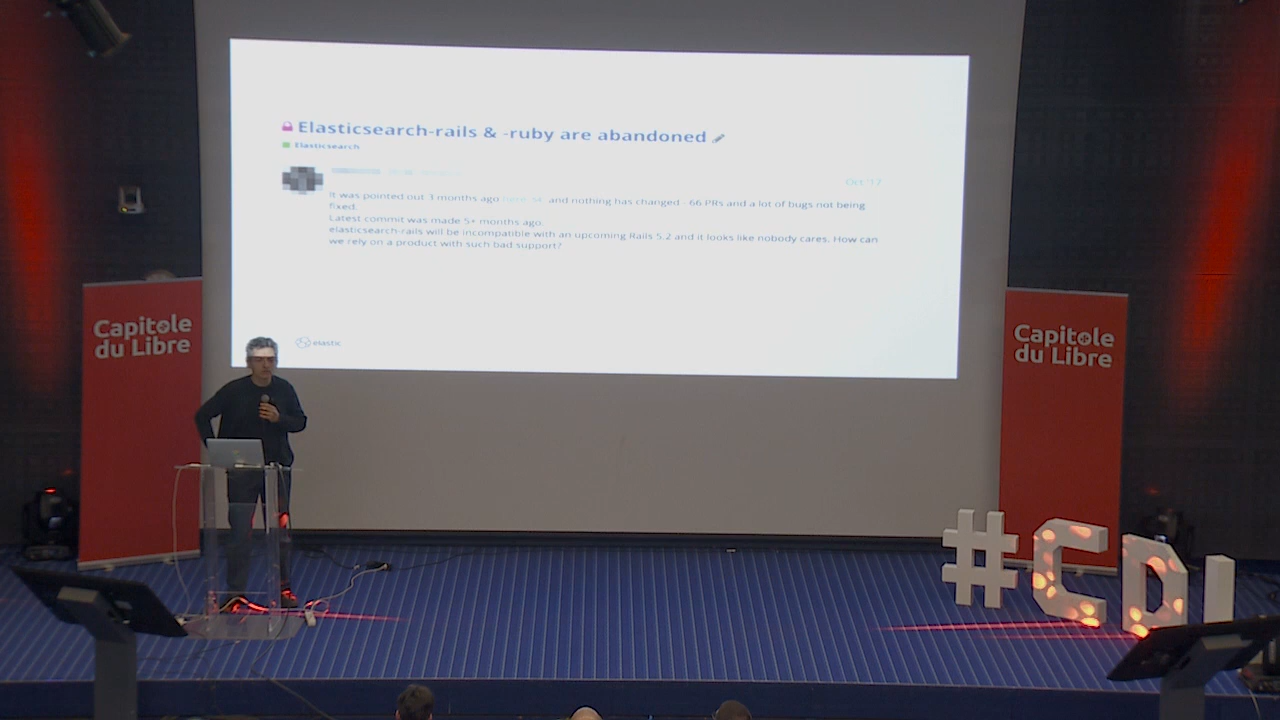 Elasticsearch-rails & -ruby are abandoned
Elasticsearch
Oct '17
It was pointed out 3 months ago and nothing has changed - 66 PRs and a lot of bugs not being
fixed.
Latest commit was made 5+ months ago.
elasticsearch-rails will be incompatible with an upcoming Rails 5.2 and it looks like nobody cares. How can
we rely on a product with such bad support?
elastic
Capitole
du Libre
Capitole
du Libre
#CDL